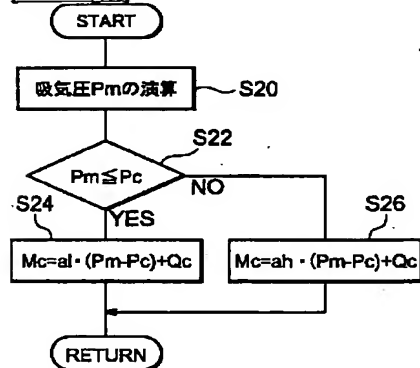 START
吸気圧Pmの演算
S20
S22
Pm≦Pc
NO
YES
S24
S26
Mc=al・(Pm-Pc)+Qc
Mc=ah・(Pm-Pc)+Qc
RETURN